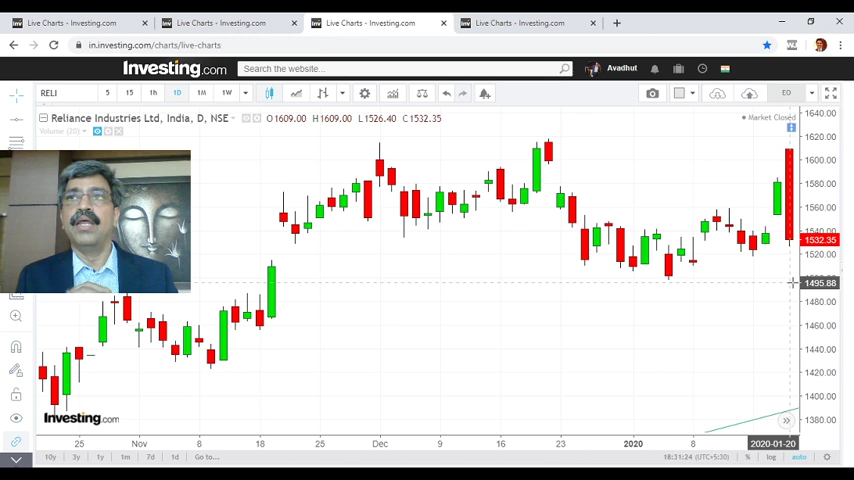 Live Charts - Investing.com
Live Charts - Investing.com
Live Charts - Investing.com
Live Charts - Investing.com
in.investing.com/charts/live-charts
Investing.com
Search the website...
Avadhut
RELI 5 15 1h 1D 1M 1W
EO
Reliance Industries Ltd, India, D, NSE O1609.00 H1609.00 L1526.40 C1532.35
Market Closed
Volume (20)
1640.00
1620.00
1600.00
1580.00
1560.00
1540.00
1532.35
1520.00
1495.88
1480.00
1460.00
1440.00
1420.00
1400.00
1380.00
Investing.com
25 Nov 8 18 25 Dec 9 16 23 2020 8 2020-01-20
10y 3y 1y 1m 7d 1d Go to... 18:31:24 (UTC+5:30) % log auto